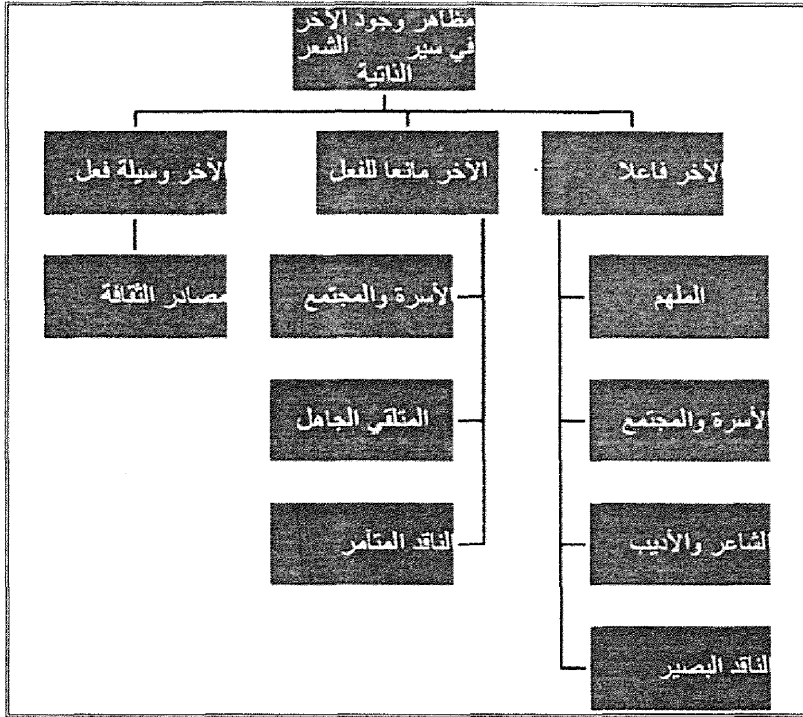 مظاهر وجود الآخر
في سير الشعر
الذاتية
الآخر فاعلا
الآخر مانعا للفعل
الآخر وسيلة فعل.
الملهم
الأسرة والمجتمع
مصادر الثقافة
الأسرة والمجتمع
المتلقي الجاهل
الشاعر والأديب
الناقد المتآمر
الناقد البصير